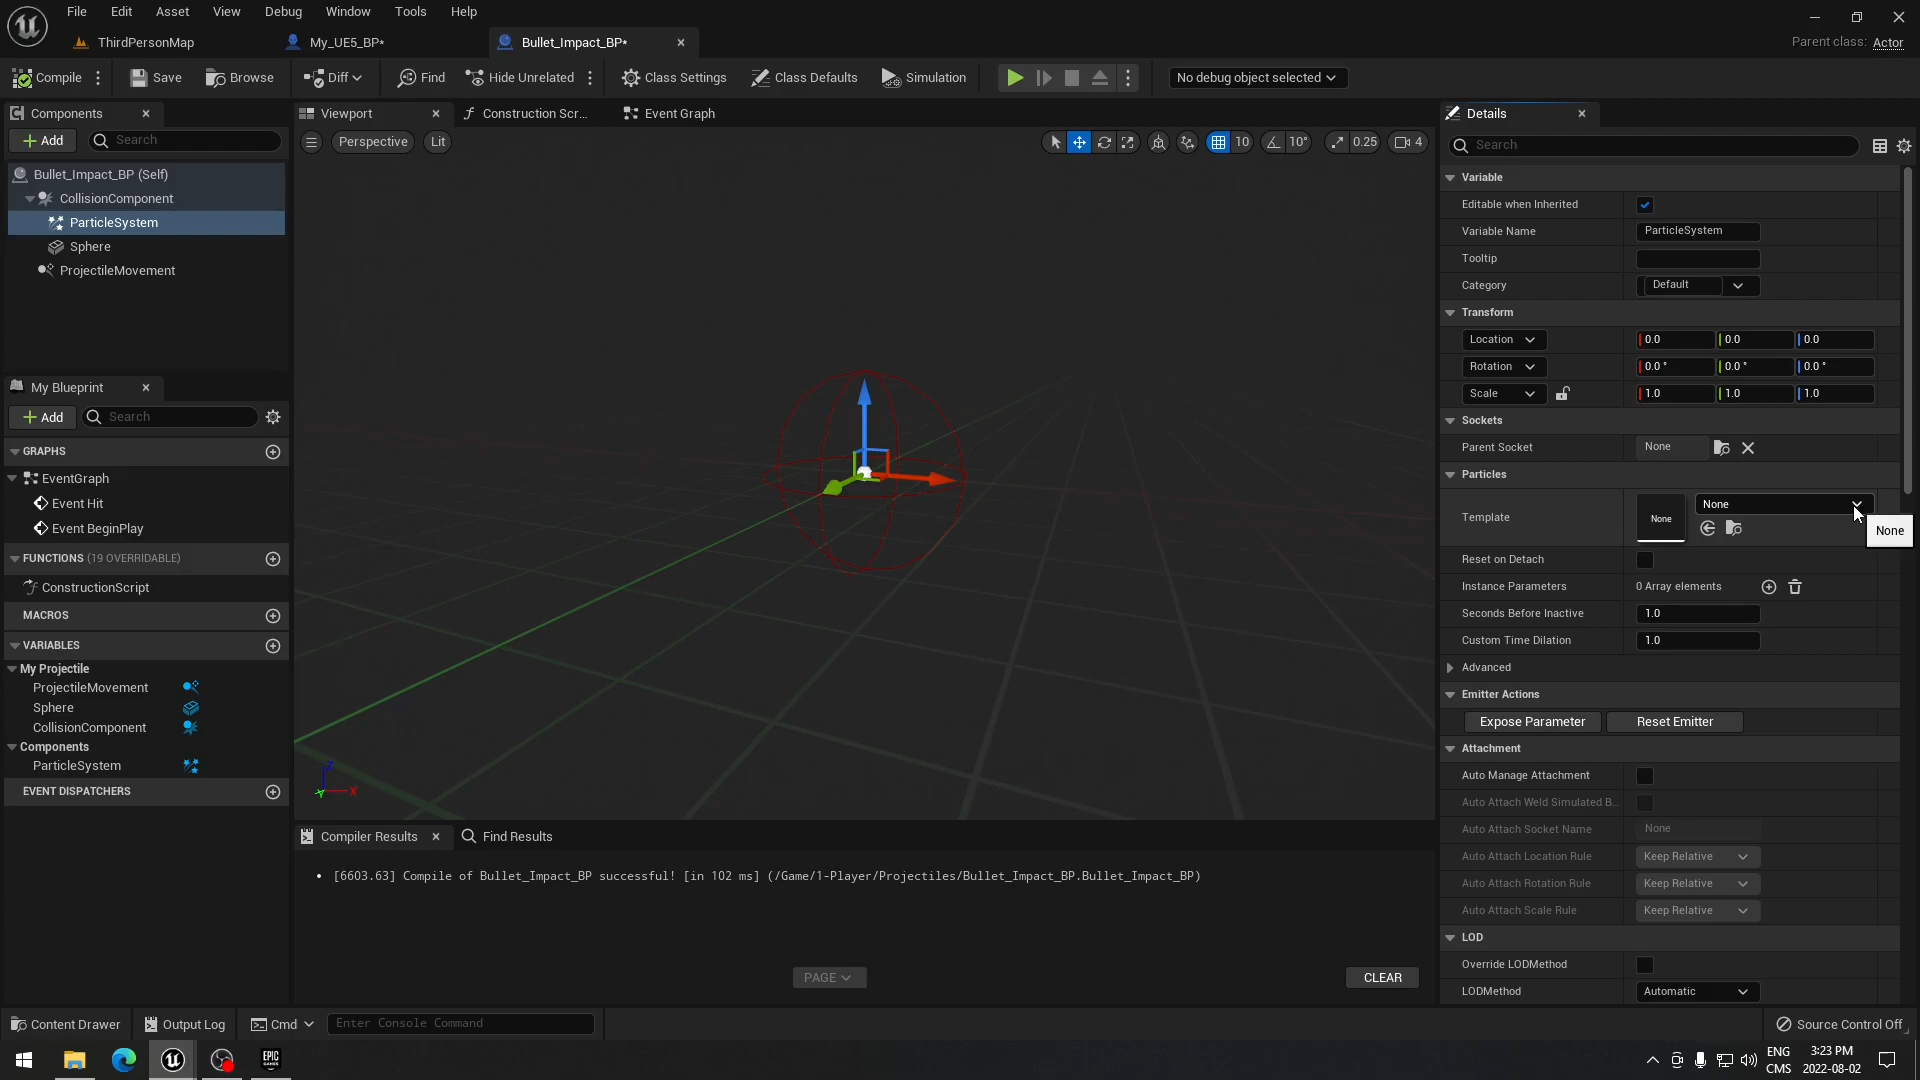 File Edit Asset View Debug Window Tools Help
ThirdPersonMap My_UE5_BP* Bullet_Impact_BP* Parent class: Actor
Compile Save Browse Diff Find Hide Unrelated Class Settings Class Defaults Simulation No debug object selected
Components
Add Search
Bullet_Impact_BP (Self)
CollisionComponent
ParticleSystem
Sphere
ProjectileMovement
My Blueprint
Add Search
GRAPHS
EventGraph
Event Hit
Event BeginPlay
FUNCTIONS (19 OVERRIDABLE)
ConstructionScript
MACROS
VARIABLES
My Projectile
ProjectileMovement
Sphere
CollisionComponent
Components
ParticleSystem
EVENT DISPATCHERS
Viewport Construction Scr... Event Graph
Perspective Lit 10 10° 0.25 4
Z
Y X
Compiler Results Find Results
• [6603.63] Compile of Bullet_Impact_BP successful! [in 102 ms] (/Game/1-Player/Projectiles/Bullet_Impact_BP.Bullet_Impact_BP)
PAGE CLEAR
Details
Search
Variable
Editable when Inherited
Variable Name ParticleSystem
Tooltip
Category Default
Transform
Location 0.0 0.0 0.0
Rotation 0.0 ° 0.0 ° 0.0 °
Scale 1.0 1.0 1.0
Sockets
Parent Socket None
Particles
Template None None
None
Reset on Detach
Instance Parameters 0 Array elements
Seconds Before Inactive 1.0
Custom Time Dilation 1.0
Advanced
Emitter Actions
Expose Parameter Reset Emitter
Attachment
Auto Manage Attachment
Auto Attach Weld Simulated B...
Auto Attach Socket Name None
Auto Attach Location Rule Keep Relative
Auto Attach Rotation Rule Keep Relative
Auto Attach Scale Rule Keep Relative
LOD
Override LODMethod
LODMethod Automatic
Content Drawer Output Log Cmd Enter Console Command Source Control Off
EPIC GAMES
ENG 3:23 PM
CMS 2022-08-02